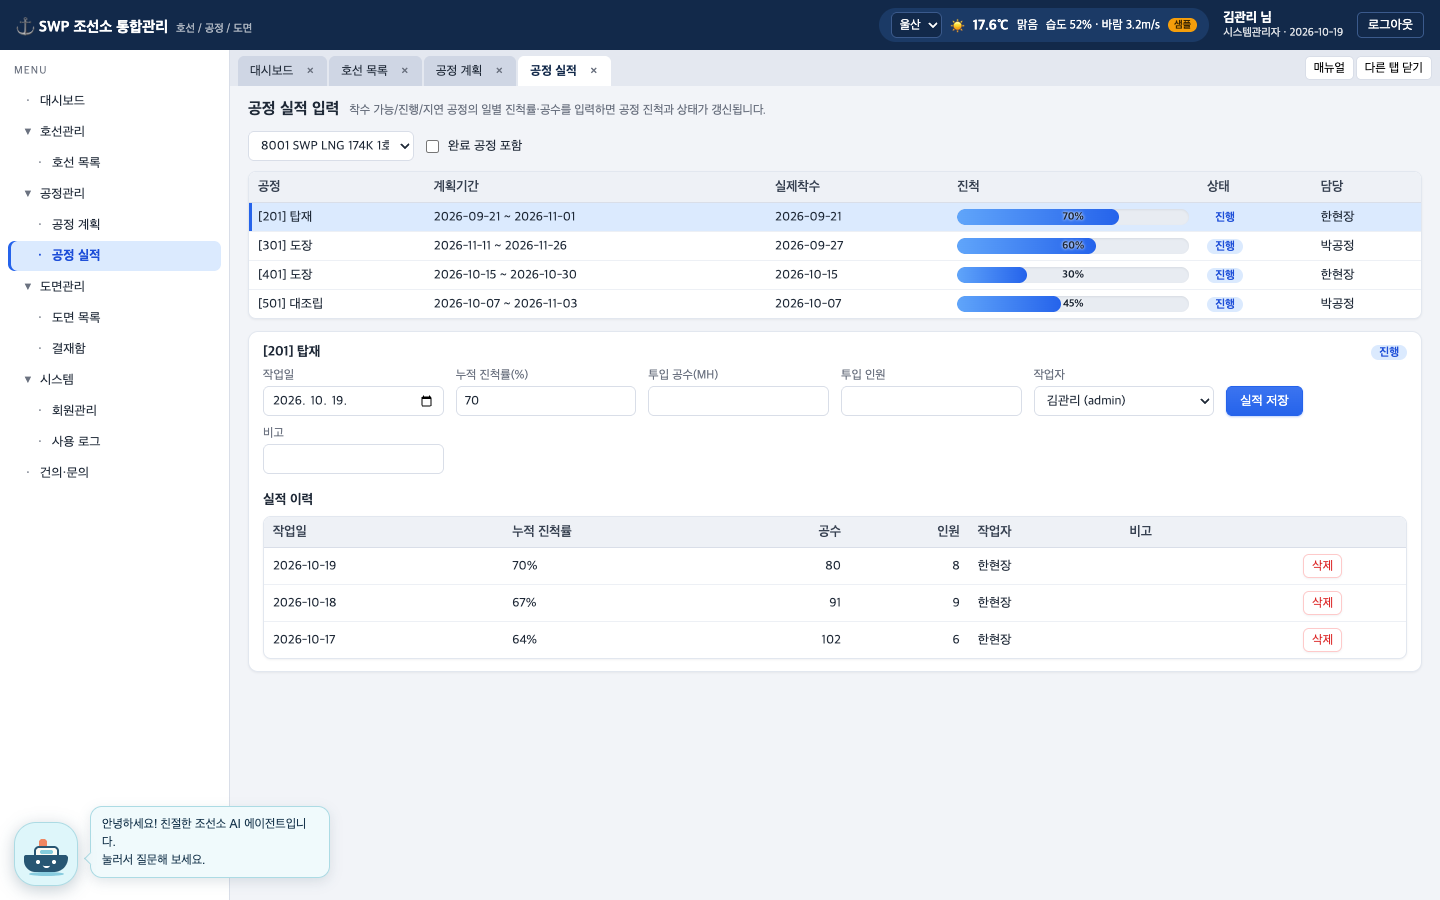 SWP 조선소 통합관리 호선 / 공정 / 도면
울산 17.6℃ 맑음 습도 52% · 바람 3.2m/s 샘플
김관리 님
시스템관리자 · 2026-10-19
로그아웃
MENU
대시보드
호선관리
호선 목록
공정관리
공정 계획
공정 실적
도면관리
도면 목록
결재함
시스템
회원관리
사용 로그
건의·문의
대시보드 × 호선 목록 × 공정 계획 × 공정 실적 ×
매뉴얼 다른 탭 닫기
공정 실적 입력 착수 가능/진행/지연 공정의 일별 진척률·공수를 입력하면 공정 진척과 상태가 갱신됩니다.
8001 SWP LNG 174K 1호 완료 공정 포함
공정 계획기간 실제착수 진척 상태 담당
[201] 탑재 2026-09-21 ~ 2026-11-01 2026-09-21 70% 진행 한현장
[301] 도장 2026-11-11 ~ 2026-11-26 2026-09-27 60% 진행 박공정
[401] 도장 2026-10-15 ~ 2026-10-30 2026-10-15 30% 진행 한현장
[501] 대조립 2026-10-07 ~ 2026-11-03 2026-10-07 45% 진행 박공정
[201] 탑재 진행
작업일 누적 진척률(%) 투입 공수(MH) 투입 인원 작업자
2026. 10. 19. 70 김관리 (admin) 실적 저장
비고
실적 이력
작업일 누적 진척률 공수 인원 작업자 비고
2026-10-19 70% 80 8 한현장 삭제
2026-10-18 67% 91 9 한현장 삭제
2026-10-17 64% 102 6 한현장 삭제
안녕하세요! 친절한 조선소 AI 에이전트입니
다.
눌러서 질문해 보세요.